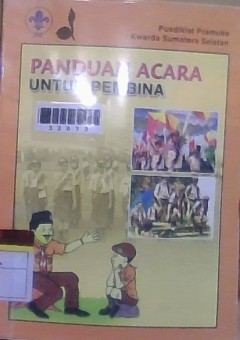 Pusdiklat Pramuka
Kwarda Sumatera Selatan
PANDUAN ACARA
UNTUK PEMBINA